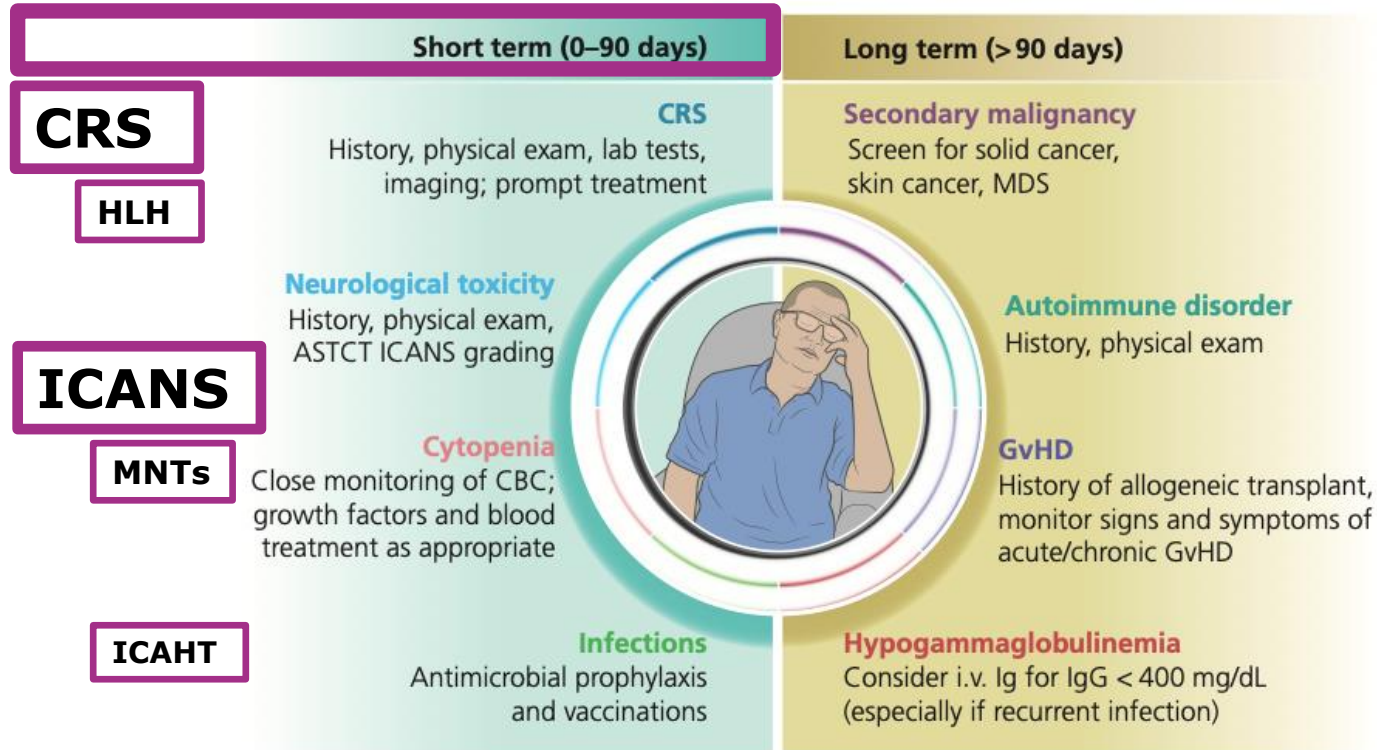 Short term (0–90 days)
Long term (> 90 days)
CRS
HLH
ICANS
MNTs
ICAHT
CRS
History, physical exam, lab tests,
imaging; prompt treatment
Neurological toxicity
History, physical exam,
ASTCT ICANS grading
Cytopenia
Close monitoring of CBC;
growth factors and blood
treatment as appropriate
Infections
Antimicrobial prophylaxis
and vaccinations
Secondary malignancy
Screen for solid cancer,
skin cancer, MDS
Autoimmune disorder
History, physical exam
GvHD
History of allogeneic transplant,
monitor signs and symptoms of
acute/chronic GvHD
Hypogammaglobulinemia
Consider i.v. Ig for IgG < 400 mg/dL
(especially if recurrent infection)